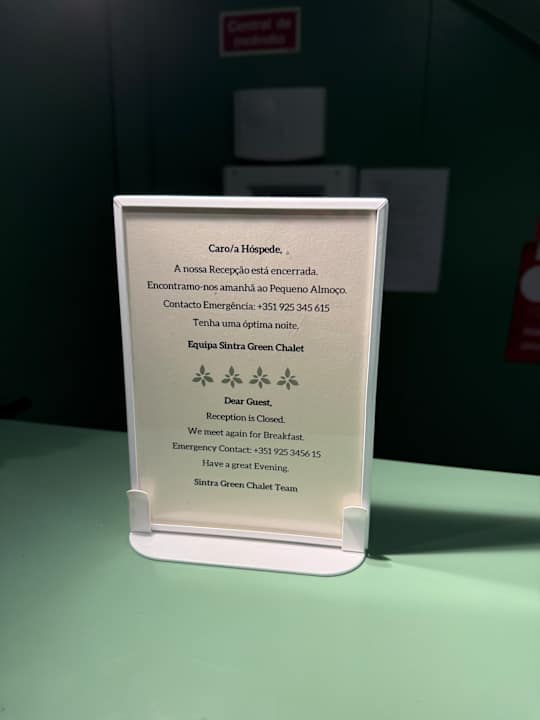 Central de
incêndio
Caro/a Hóspede,
A nossa Recepção está encerrada.
Encontramo-nos amanhã ao Pequeno Almoço.
Contacto Emergência: +351 925 345 615
Tenha uma óptima noite.
Equipa Sintra Green Chalet
Dear Guest,
Reception is Closed.
We meet again for Breakfast.
Emergency Contact: +351 925 3456 15
Have a great Evening.
Sintra Green Chalet Team